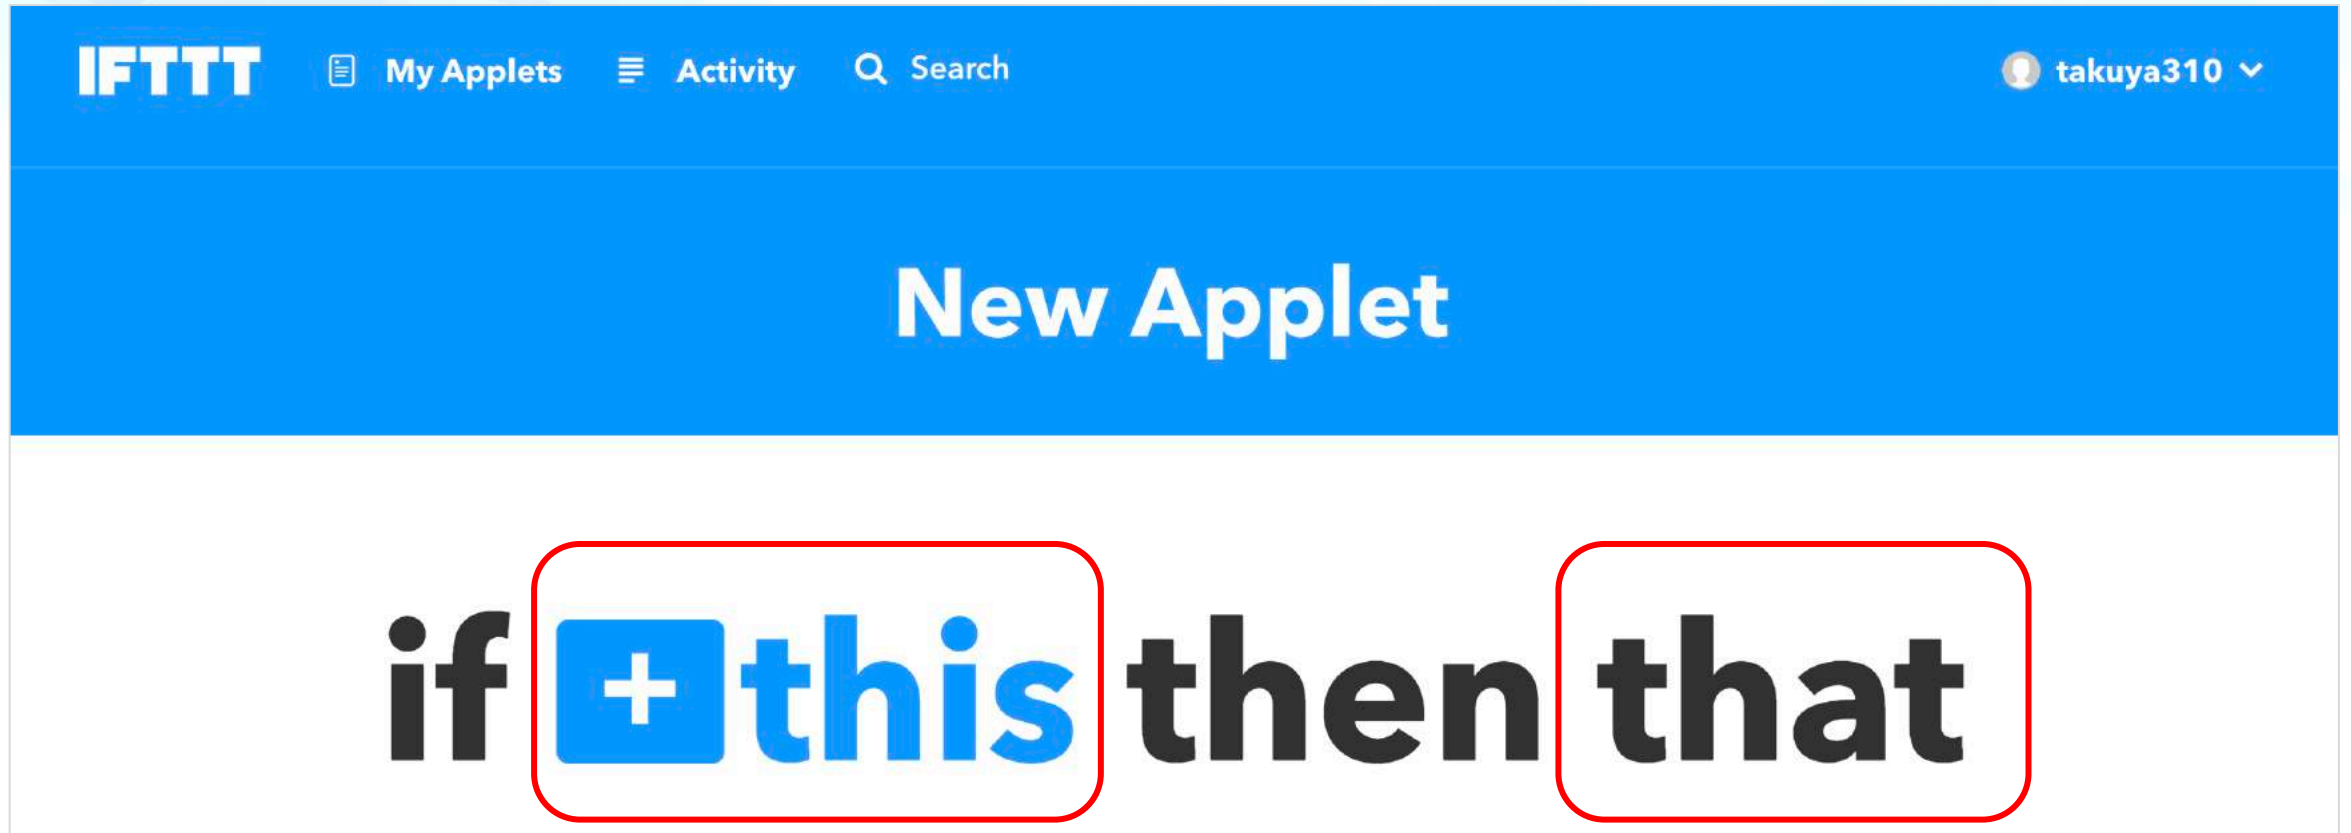 IFTTT My Applets Activity Search takuya310
New Applet
if + this then that